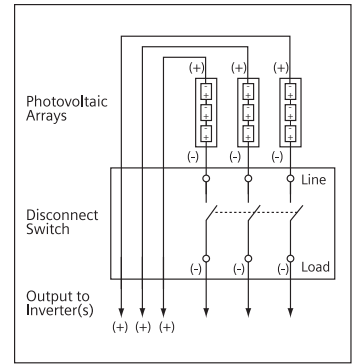 (+) (+) (+)
Photovoltaic
Arrays
- + - + - +
- + - + - +
- + - + - +
(-) (-) (-)
Line
Disconnect
Switch
(-) (-) (-) Load
Output to
Inverter(s)
(+) (+) (+)